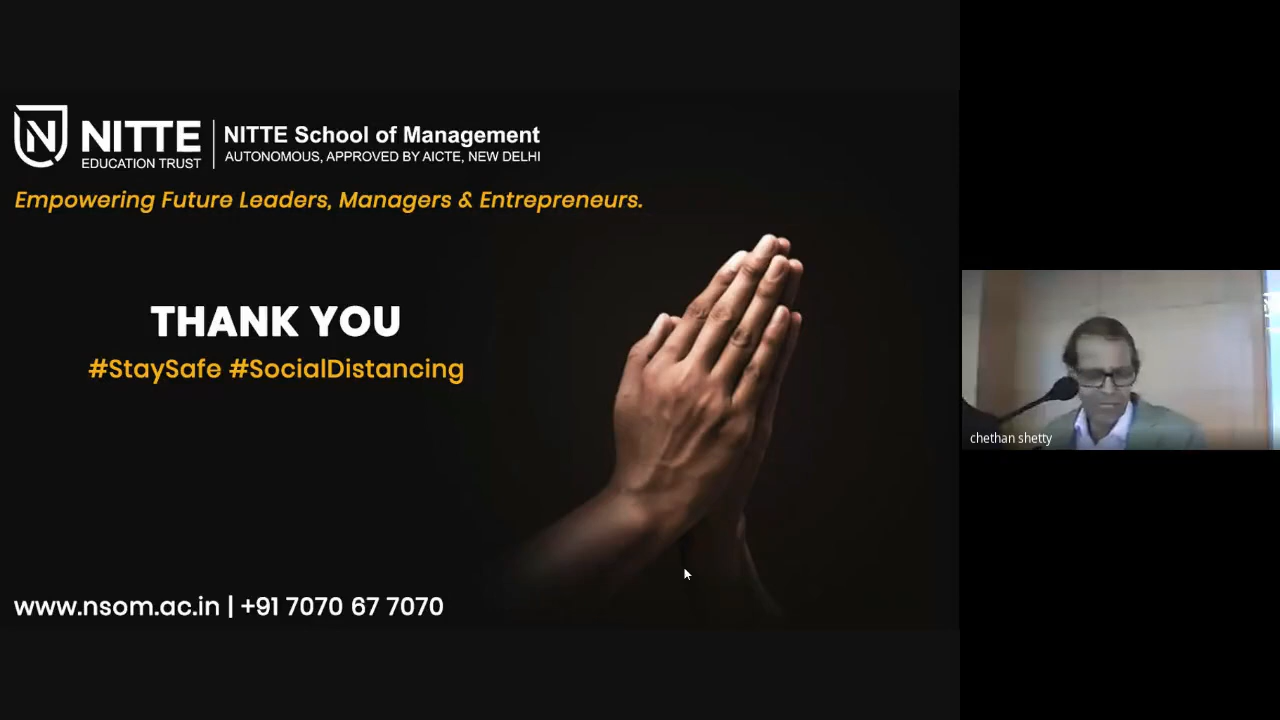 N NITTE
EDUCATION TRUST
NITTE School of Management
AUTONOMOUS, APPROVED BY AICTE, NEW DELHI
Empowering Future Leaders, Managers & Entrepreneurs.
THANK YOU
#StaySafe #SocialDistancing
www.nsom.ac.in | +91 7070 67 7070
chethan shetty